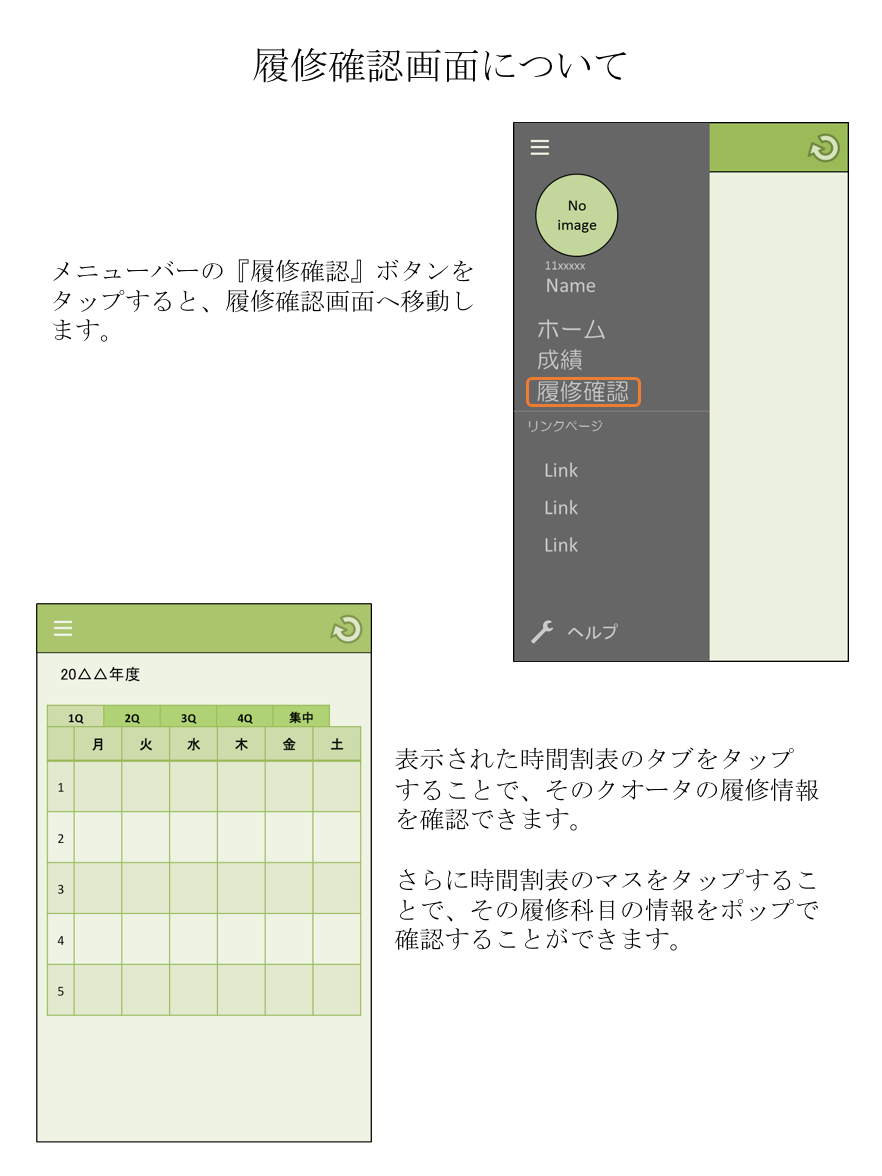 履修確認画面について
メニューバーの『履修確認』ボタンを
タップすると、履修確認画面へ移動し
ます。
No
image
11xxxxx
Name
ホーム
成績
履修確認
リンクページ
Link
Link
Link
ヘルプ
20△△年度
1Q 2Q 3Q 4Q 集中
月 火 水 木 金 土
1
2
3
4
5
表示された時間割表のタブをタップ
することで、そのクオータの履修情報
を確認できます。
さらに時間割表のマスをタップするこ
とで、その履修科目の情報をポップで
確認することができます。